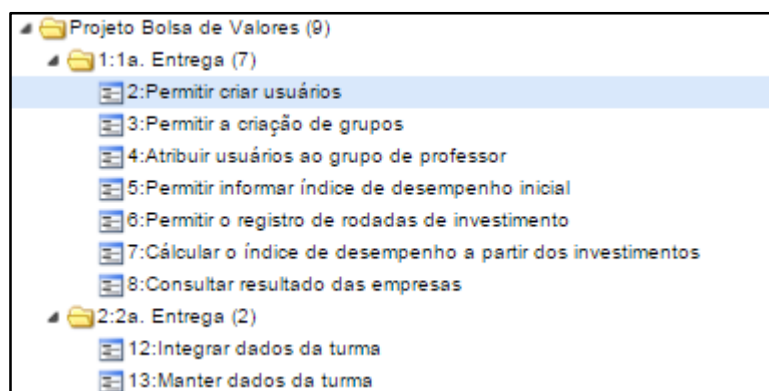 Projeto Bolsa de Valores (9)
1:1a. Entrega (7)
2:Permitir criar usuários
3:Permitir a criação de grupos
4:Atribuir usuários ao grupo de professor
5:Permitir informar índice de desempenho inicial
6:Permitir o registro de rodadas de investimento
7:Cálcular o índice de desempenho a partir dos investimentos
8:Consultar resultado das empresas
2:2a. Entrega (2)
12:Integrar dados da turma
13:Manter dados da turma